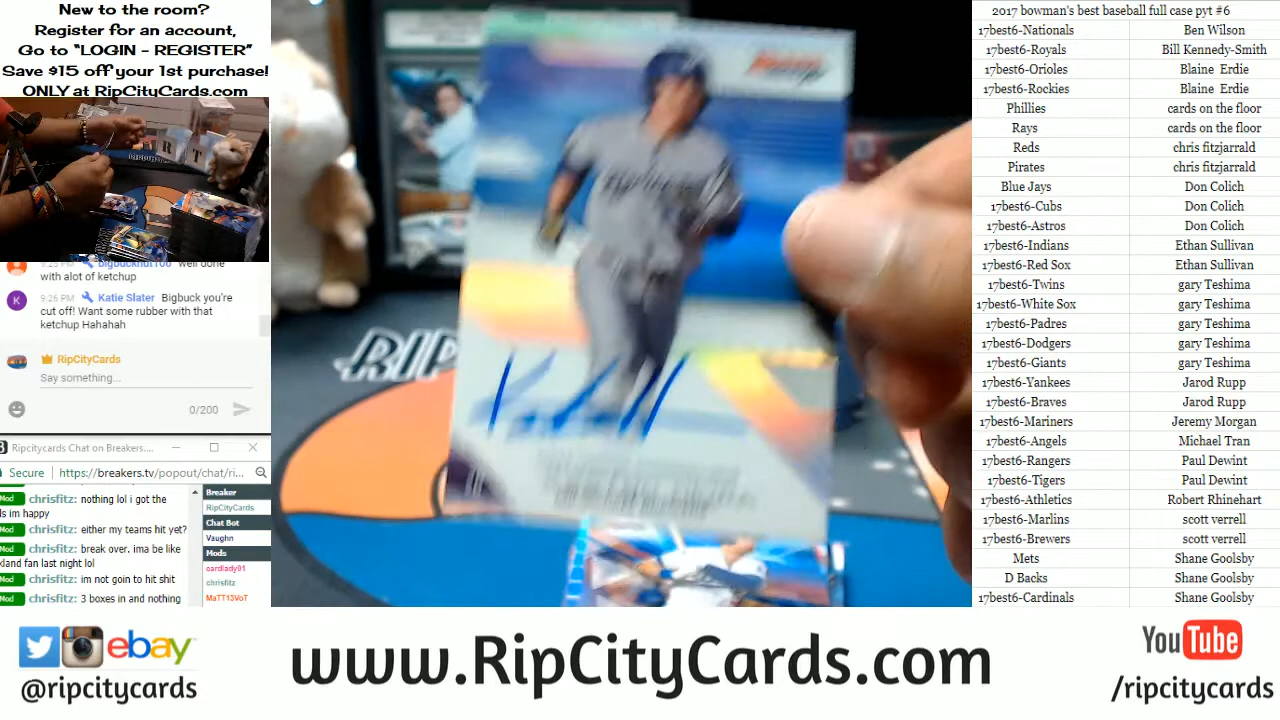 New to the room?
Register for an account,
Go to “LOGIN - REGISTER”
Save $15 off your 1st purchase!
ONLY at RipCityCards.com
with alot of ketchup
9:26 PM Katie Slater Bigbuck you're
cut off! Want some rubber with that
ketchup Hahahah
RipCityCards
Say something...
0/200
Ripcitycards Chat on Breakers....
Secure https://breakers.tv/popout/chat/ri...
Mod chrisfitz: nothing lol i got the
ls im happy
Mod chrisfitz: either my teams hit yet?
Mod chrisfitz: break over. ima be like
kland fan last night lol
Mod chrisfitz: im not goin to hit shit
Mod chrisfitz: 3 boxes in and nothing
Breaker
RipCityCards
Chat Bot
Vaughn
Mods
cardlady01
chrisfitz
MaTT13VoT
RIP
2017 bowman's best baseball full case pyt #6
17best6-Nationals Ben Wilson
17best6-Royals Bill Kennedy-Smith
17best6-Orioles Blaine Erdie
17best6-Rockies Blaine Erdie
Phillies cards on the floor
Rays cards on the floor
Reds chris fitzjarrald
Pirates chris fitzjarrald
Blue Jays Don Colich
17best6-Cubs Don Colich
17best6-Astros Don Colich
17best6-Indians Ethan Sullivan
17best6-Red Sox Ethan Sullivan
17best6-Twins gary Teshima
17best6-White Sox gary Teshima
17best6-Padres gary Teshima
17best6-Dodgers gary Teshima
17best6-Giants gary Teshima
17best6-Yankees Jarod Rupp
17best6-Braves Jarod Rupp
17best6-Mariners Jeremy Morgan
17best6-Angels Michael Tran
17best6-Rangers Paul Dewint
17best6-Tigers Paul Dewint
17best6-Athletics Robert Rhinehart
17best6-Marlins scott verrell
17best6-Brewers scott verrell
Mets Shane Goolsby
D Backs Shane Goolsby
17best6-Cardinals Shane Goolsby
ebay
@ripcitycards
www.RipCityCards.com
YouTube
/ripcitycards